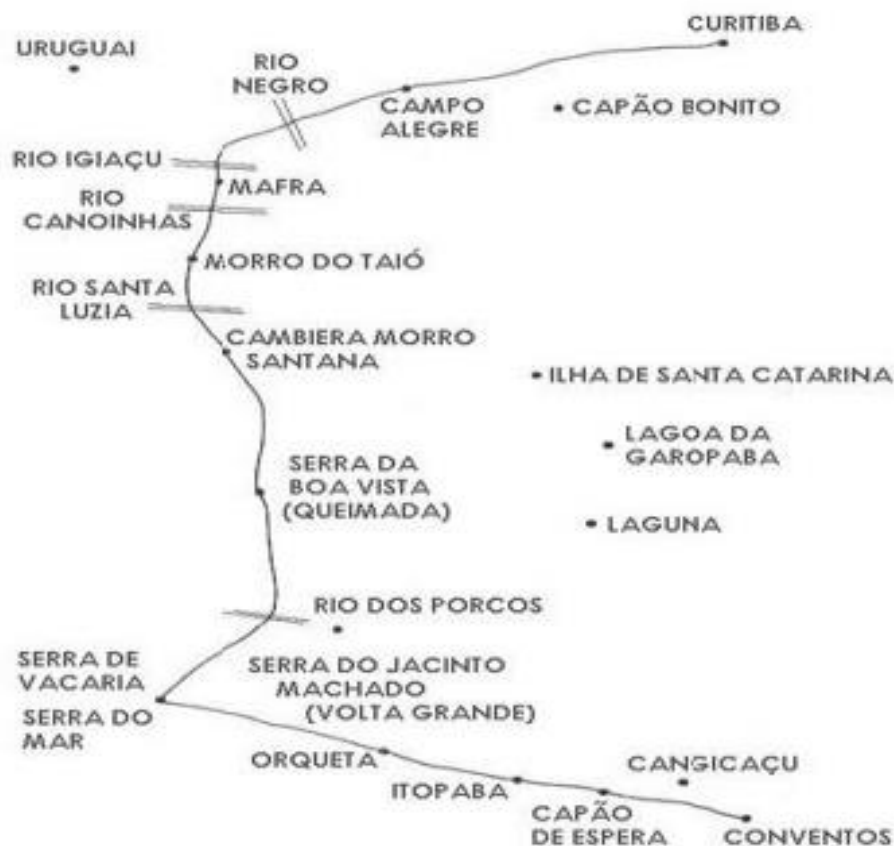 CURITIBA
URUGUAI
RIO
NEGRO
CAMPO
ALEGRE
CAPÃO BONITO
RIO IGIAÇU
MAFRA
RIO
CANOINHAS
MORRO DO TAIÓ
RIO SANTA
LUZIA
CAMBIERA MORRO
SANTANA
ILHA DE SANTA CATARINA
LAGOA DA
GAROPABA
SERRA DA
BOA VISTA
(QUEIMADA)
LAGUNA
RIO DOS PORCOS
SERRA DE
VACARIA
SERRA DO JACINTO
MACHADO
(VOLTA GRANDE)
SERRA DO
MAR
ORQUETA
ITOPABA
CANGICAÇU
CAPÃO
DE ESPERA
CONVENTOS